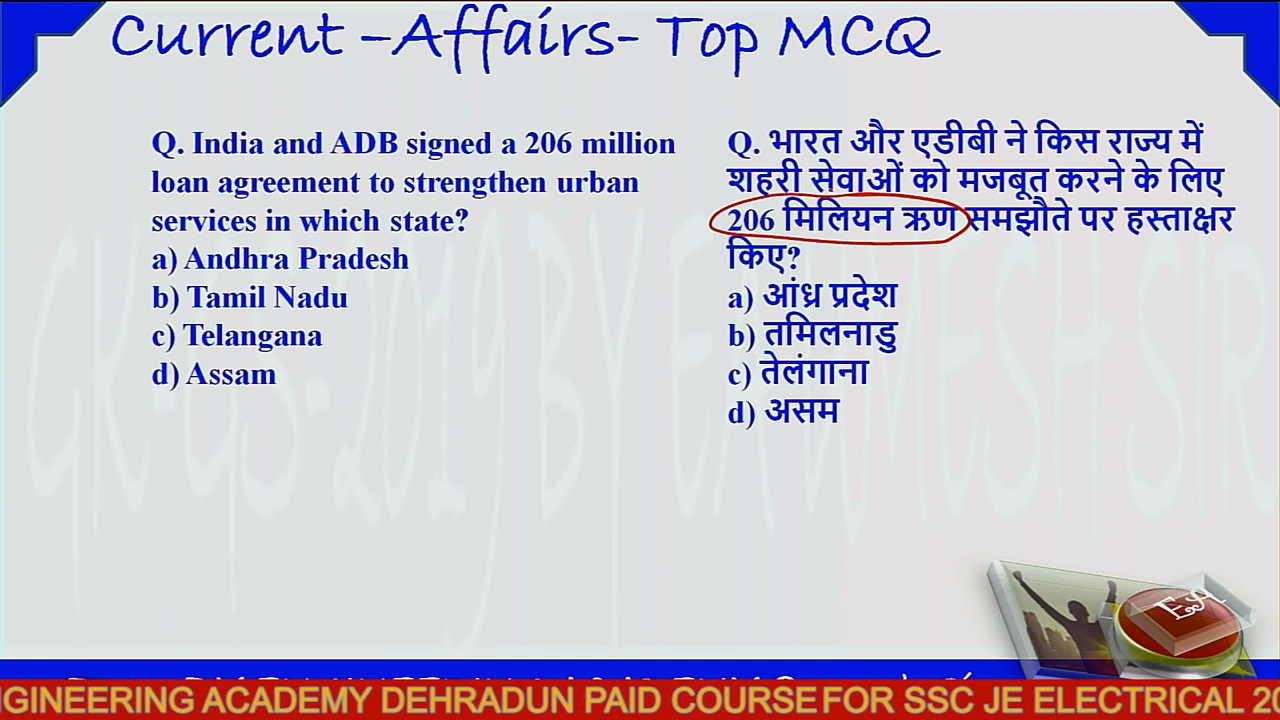 Current –Affairs- Top MCQ
Q. India and ADB signed a 206 million
loan agreement to strengthen urban
services in which state?
a) Andhra Pradesh
b) Tamil Nadu
c) Telangana
d) Assam
Q. भारत और एडीबी ने किस राज्य में
शहरी सेवाओं को मजबूत करने के लिए
206 मिलियन ऋण समझौते पर हस्ताक्षर
किए?
a) आंध्र प्रदेश
b) तमिलनाडु
c) तेलंगाना
d) असम
EA
NGINEERING ACADEMY DEHRADUN PAID COURSE FOR SSC JE ELECTRICAL 20